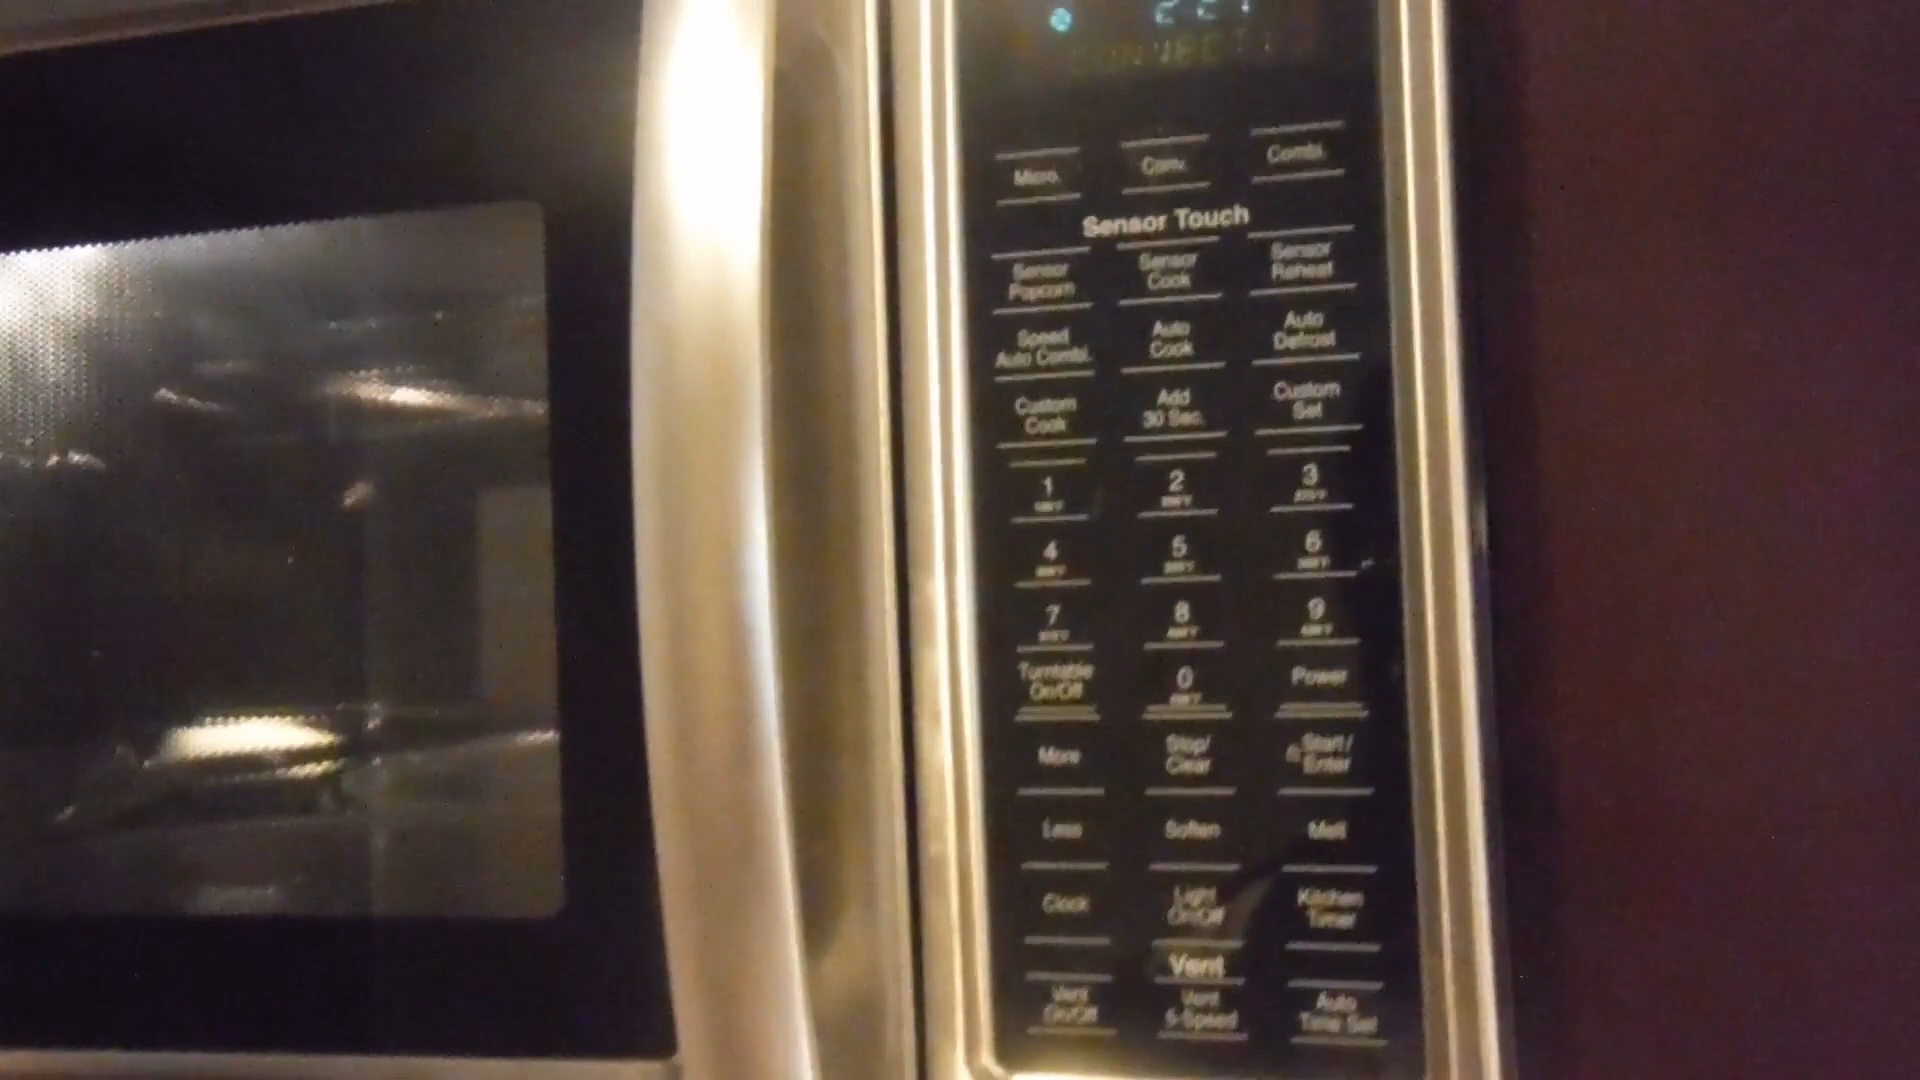 Micro. Conv. Combi.
Sensor Touch
Sensor Popcorn
Sensor Cook
Sensor Reheat
Speed Auto Combi.
Auto Cook
Auto Defrost
Custom Cook
Add 30 Sec.
Custom Set
1 2 3
4 5 6
7 8 9
Turntable On/Off
0
Power
More
Stop/ Clear
Start/ Enter
Less Soften Melt
Clock
Light On/Off
Kitchen Timer
Vent
Vent On/Off
Vent 5-Speed
Auto Time Set